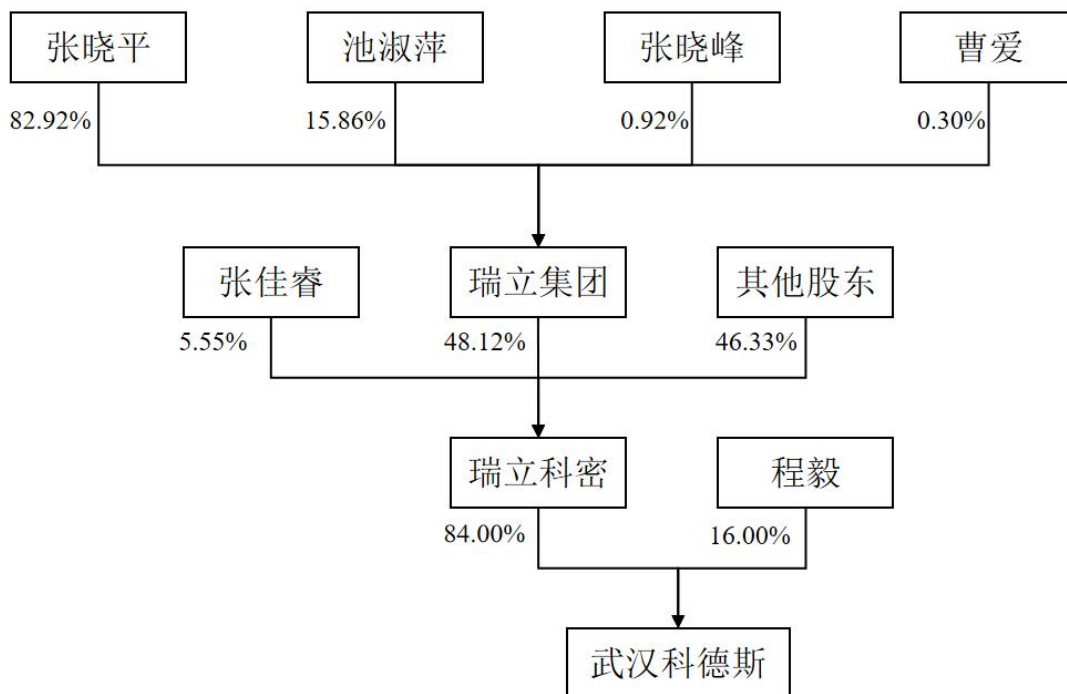 张晓平 池淑萍 张晓峰 曹爱
82.92% 15.86% 0.92% 0.30%
张佳睿 瑞立集团 其他股东
5.55% 48.12% 46.33%
瑞立科密 程毅
84.00% 16.00%
武汉科德斯